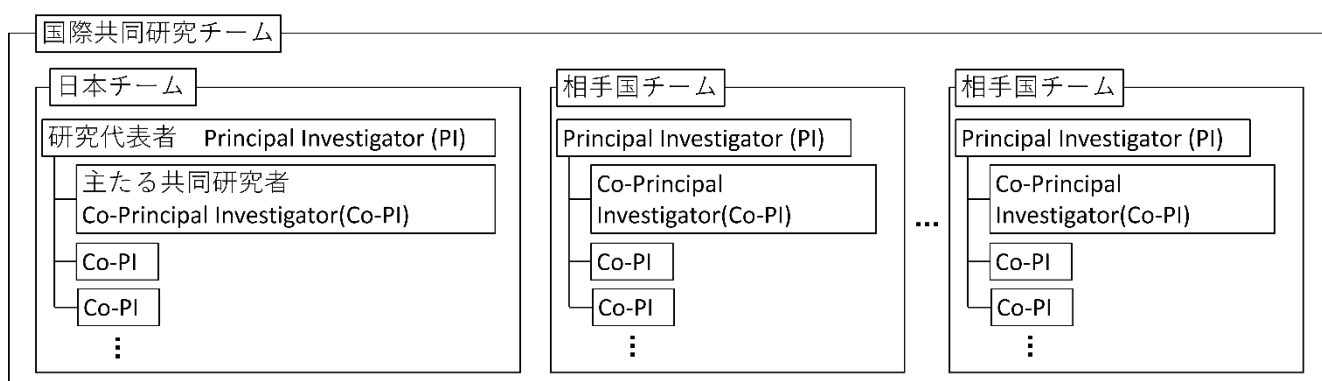 国際共同研究チーム
日本チーム
研究代表者 Principal Investigator (PI)
主たる共同研究者
Co-Principal Investigator(Co-PI)
Co-PI
Co-PI
⋮
相手国チーム
Principal Investigator (PI)
Co-Principal
Investigator(Co-PI)
Co-PI
Co-PI
⋮
...
相手国チーム
Principal Investigator (PI)
Co-Principal
Investigator(Co-PI)
Co-PI
Co-PI
⋮